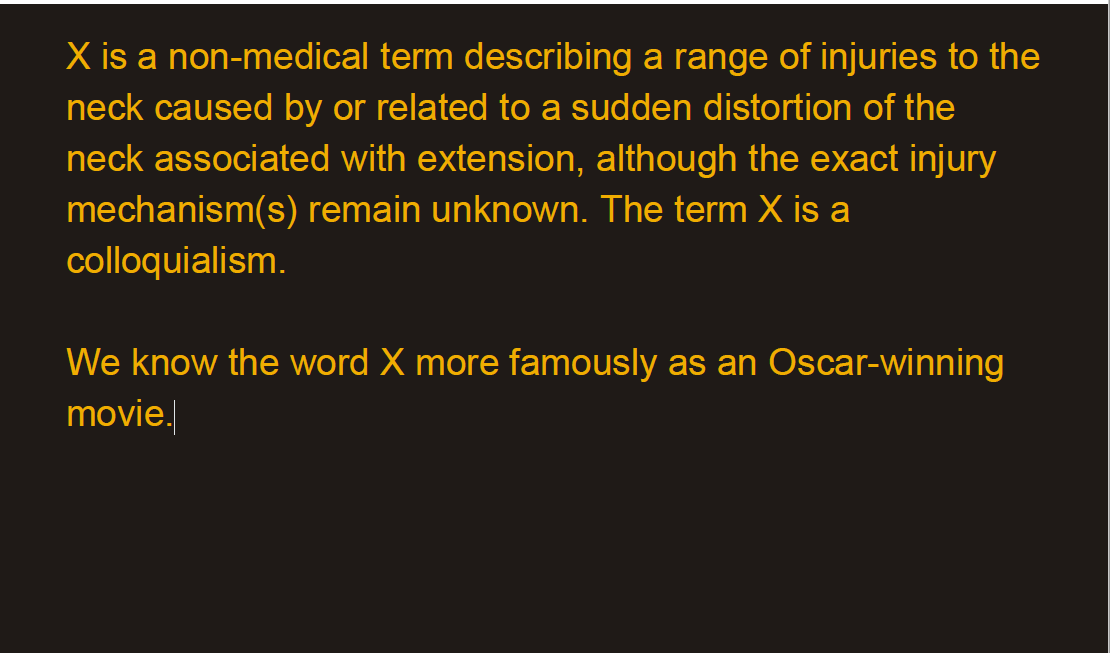 X is a non-medical term describing a range of injuries to the
neck caused by or related to a sudden distortion of the
neck associated with extension, although the exact injury
mechanism(s) remain unknown. The term X is a
colloquialism.
We know the word X more famously as an Oscar-winning
movie.